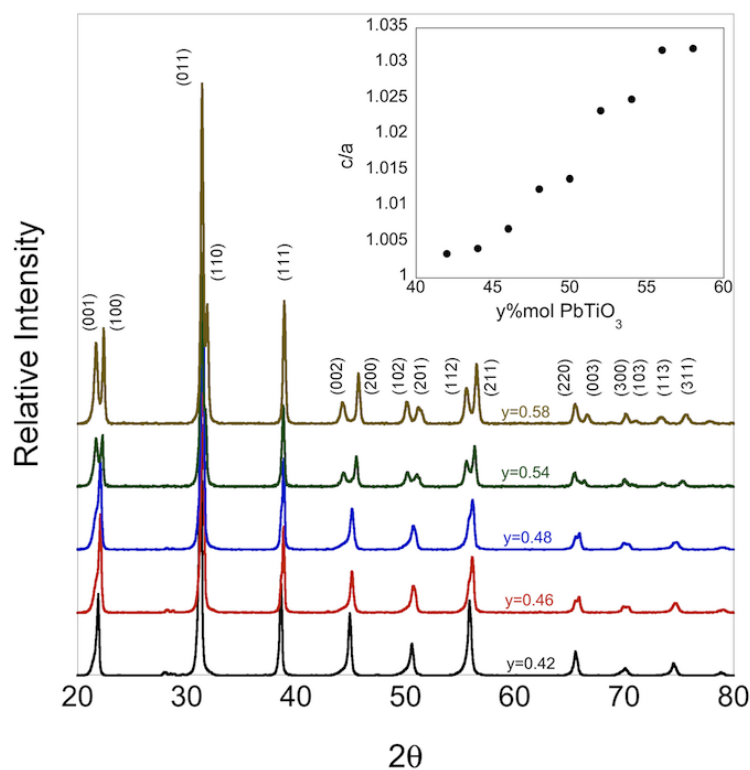 1.035
1.03
1.025
1.02
1.015
1.01
1.005
1
c/a
40 45 50 55 60
y%mol PbTiO3
Relative Intensity
(001)
(100)
(011)
(110)
(111)
(002)
(200)
(102)
(201)
(112)
(211)
(220)
(003)
(300)
(103)
(113)
(311)
y=0.58
y=0.54
y=0.48
y=0.46
y=0.42
20 30 40 50 60 70 80
2θ